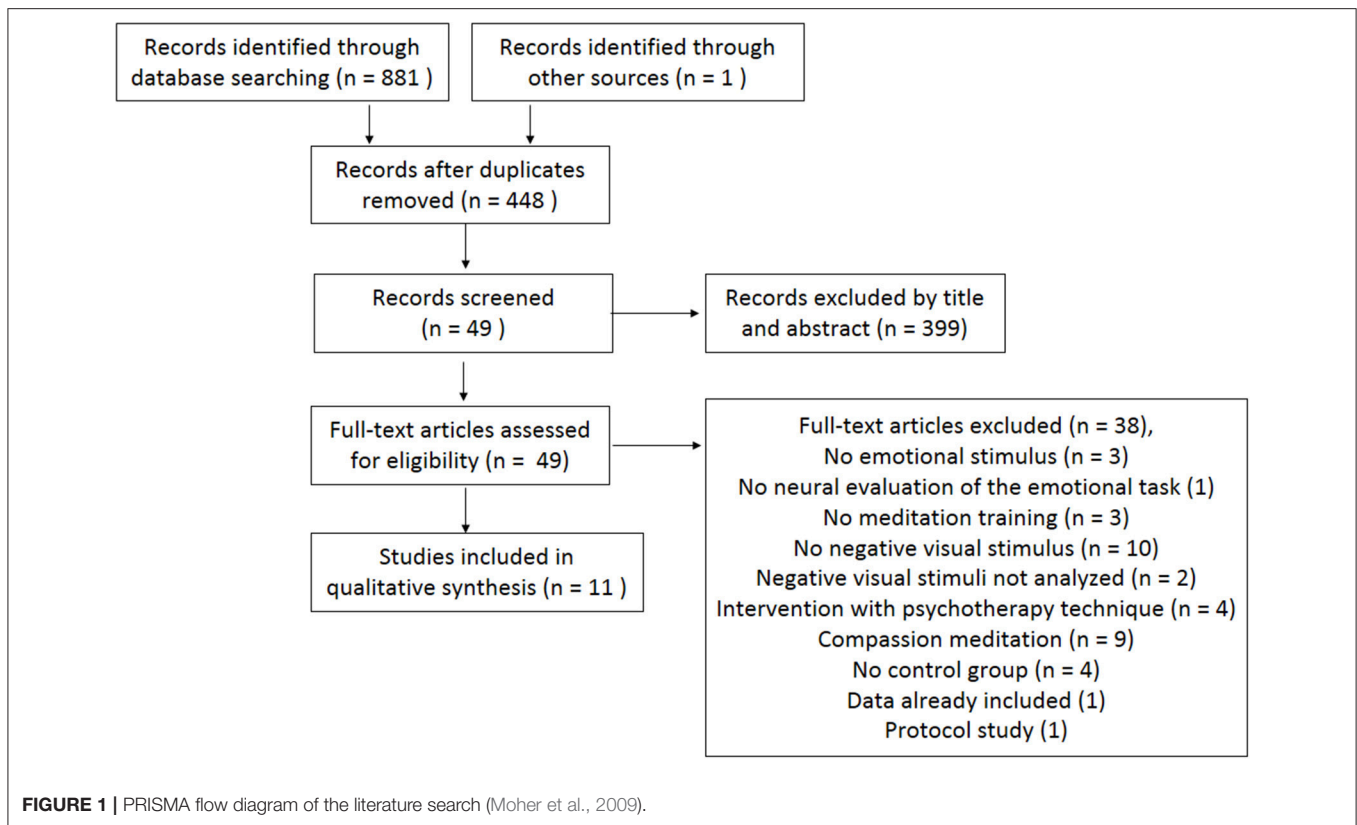 Records identified through
database searching (n = 881 )
Records identified through
other sources (n = 1 )
Records after duplicates
removed (n = 448 )
Records screened
(n = 49 )
Records excluded by title
and abstract (n = 399)
Full-text articles assessed
for eligibility (n = 49)
Full-text articles excluded (n = 38),
No emotional stimulus (n = 3)
No neural evaluation of the emotional task (1)
No meditation training (n = 3)
No negative visual stimulus (n = 10)
Negative visual stimuli not analyzed (n = 2)
Intervention with psychotherapy technique (n = 4)
Compassion meditation (n = 9)
No control group (n = 4)
Data already included (1)
Protocol study (1)
Studies included in
qualitative synthesis (n = 11 )
FIGURE 1 | PRISMA flow diagram of the literature search (Moher et al., 2009).